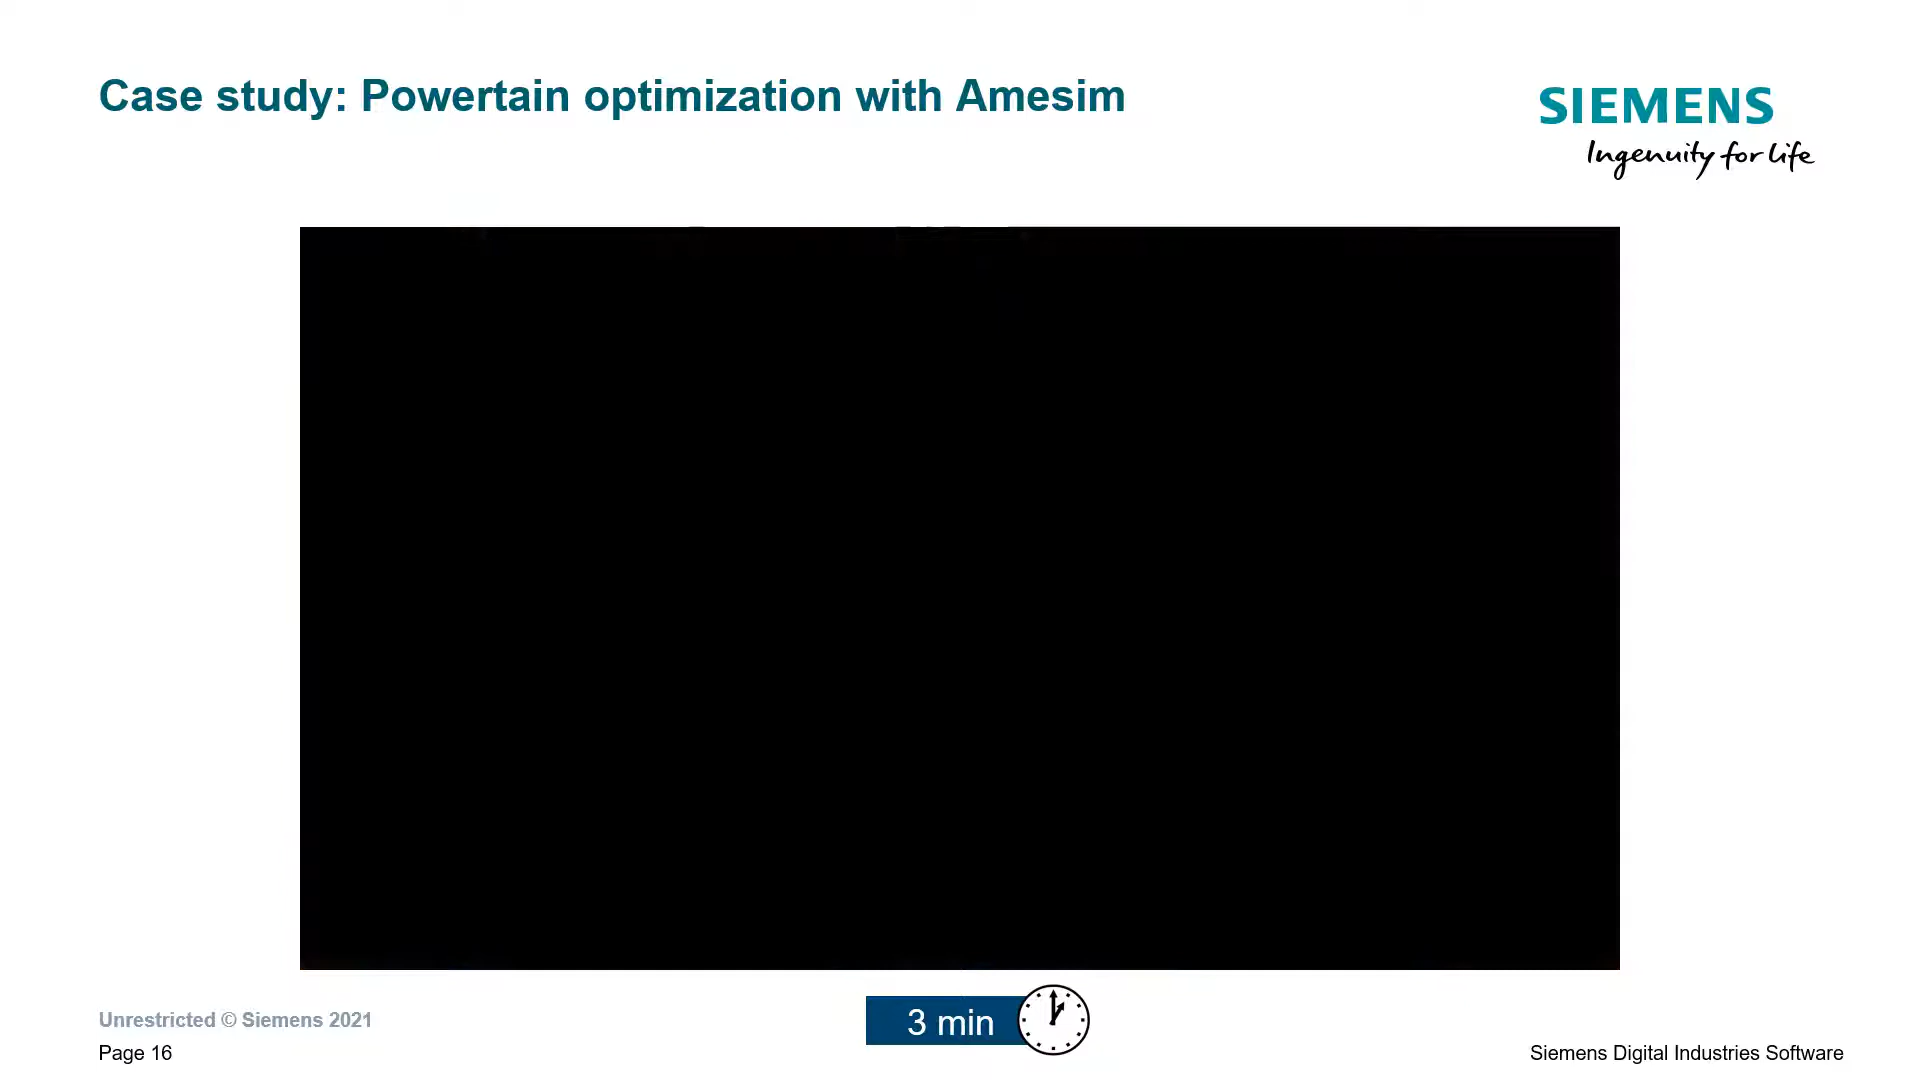 Case study: Powertain optimization with Amesim
SIEMENS
Ingenuity for life
Unrestricted © Siemens 2021
3 min
Page 16
Siemens Digital Industries Software